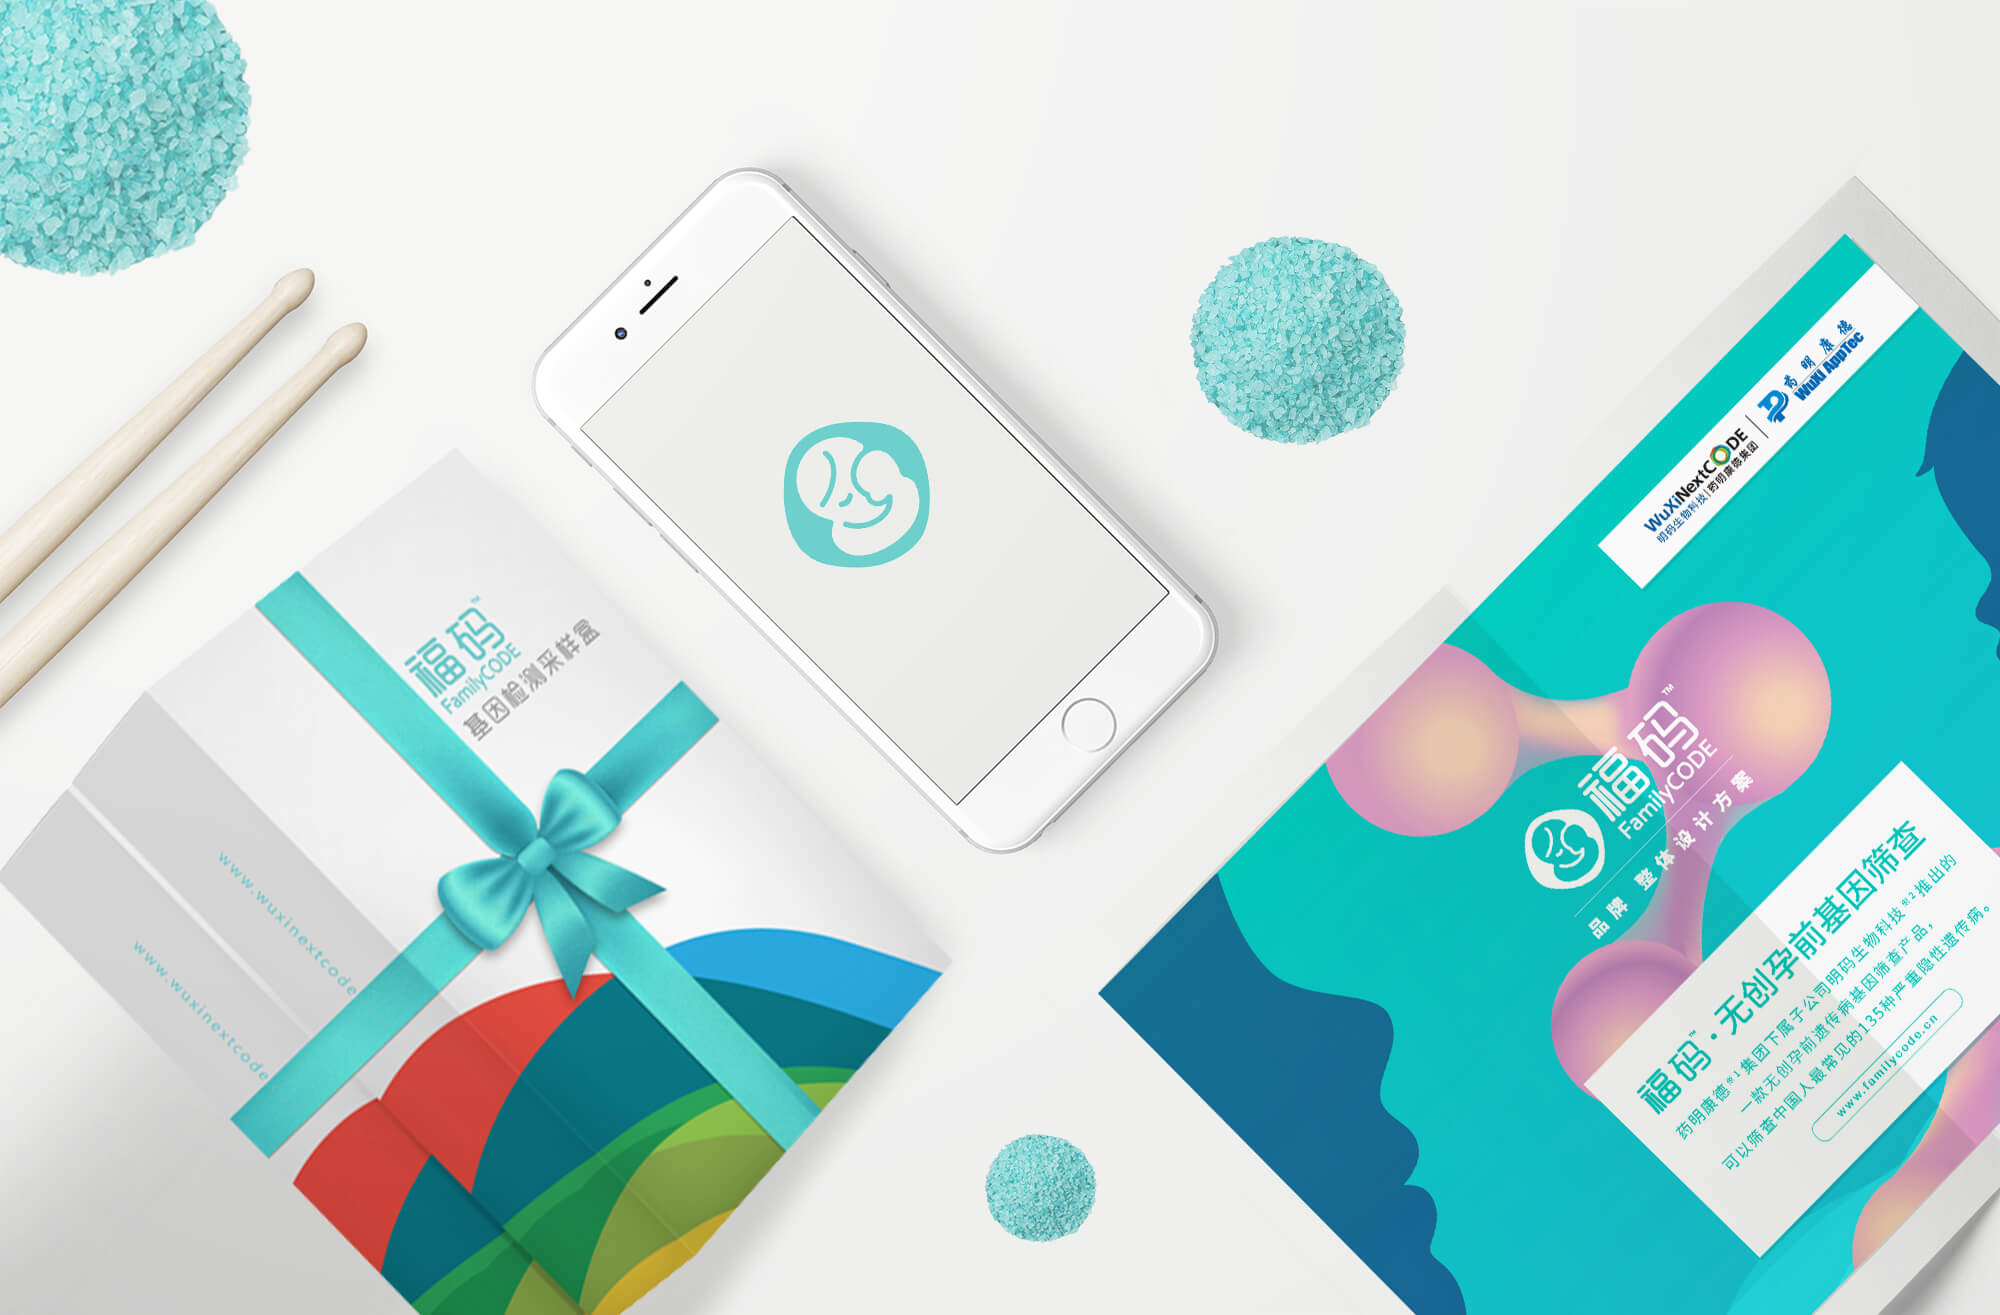 福码™
FamilyCODE
基因检测采样盒
www.wuxinextcode
www.wuxinextcode
WuXiNextCODE
明码生物科技|药明康德集团
药明康德
WuXi AppTec
福码™
FamilyCODE
品牌 整体设计方案
福码™·无创孕前基因筛查
药明康德※1集团下属子公司明码生物科技※2推出的
一款无创孕前遗传病基因筛查产品，
可以筛查中国人最常见的135种严重隐性遗传病。
www.familycode.cn